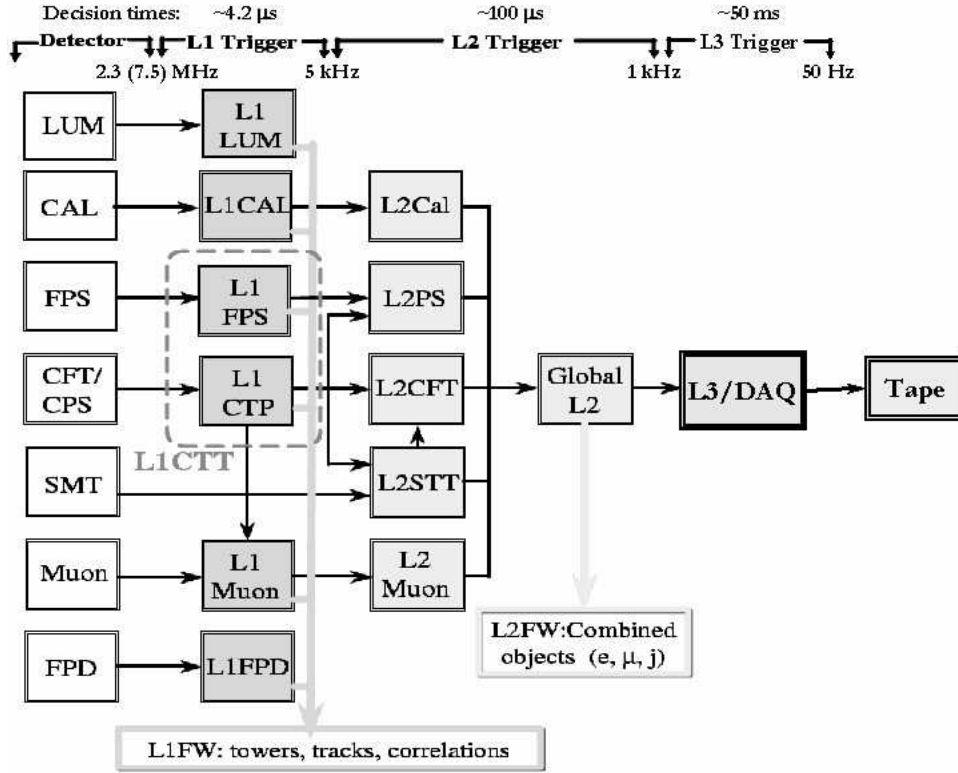 Decision times: ~4.2 µs ~100 µs ~50 ms
Detector L1 Trigger L2 Trigger L3 Trigger
2.3 (7.5) MHz 5 kHz 1 kHz 50 Hz
LUM
L1
LUM
CAL
L1CAL
L2Cal
FPS
L1
FPS
L2PS
CFT/
CPS
L1
CTP
L2CFT
Global
L2
L3/DAQ
Tape
L1CTT
SMT
L2STT
Muon
L1
Muon
L2
Muon
L2FW:Combined
objects (e, µ, j)
FPD
L1FPD
L1FW: towers, tracks, correlations